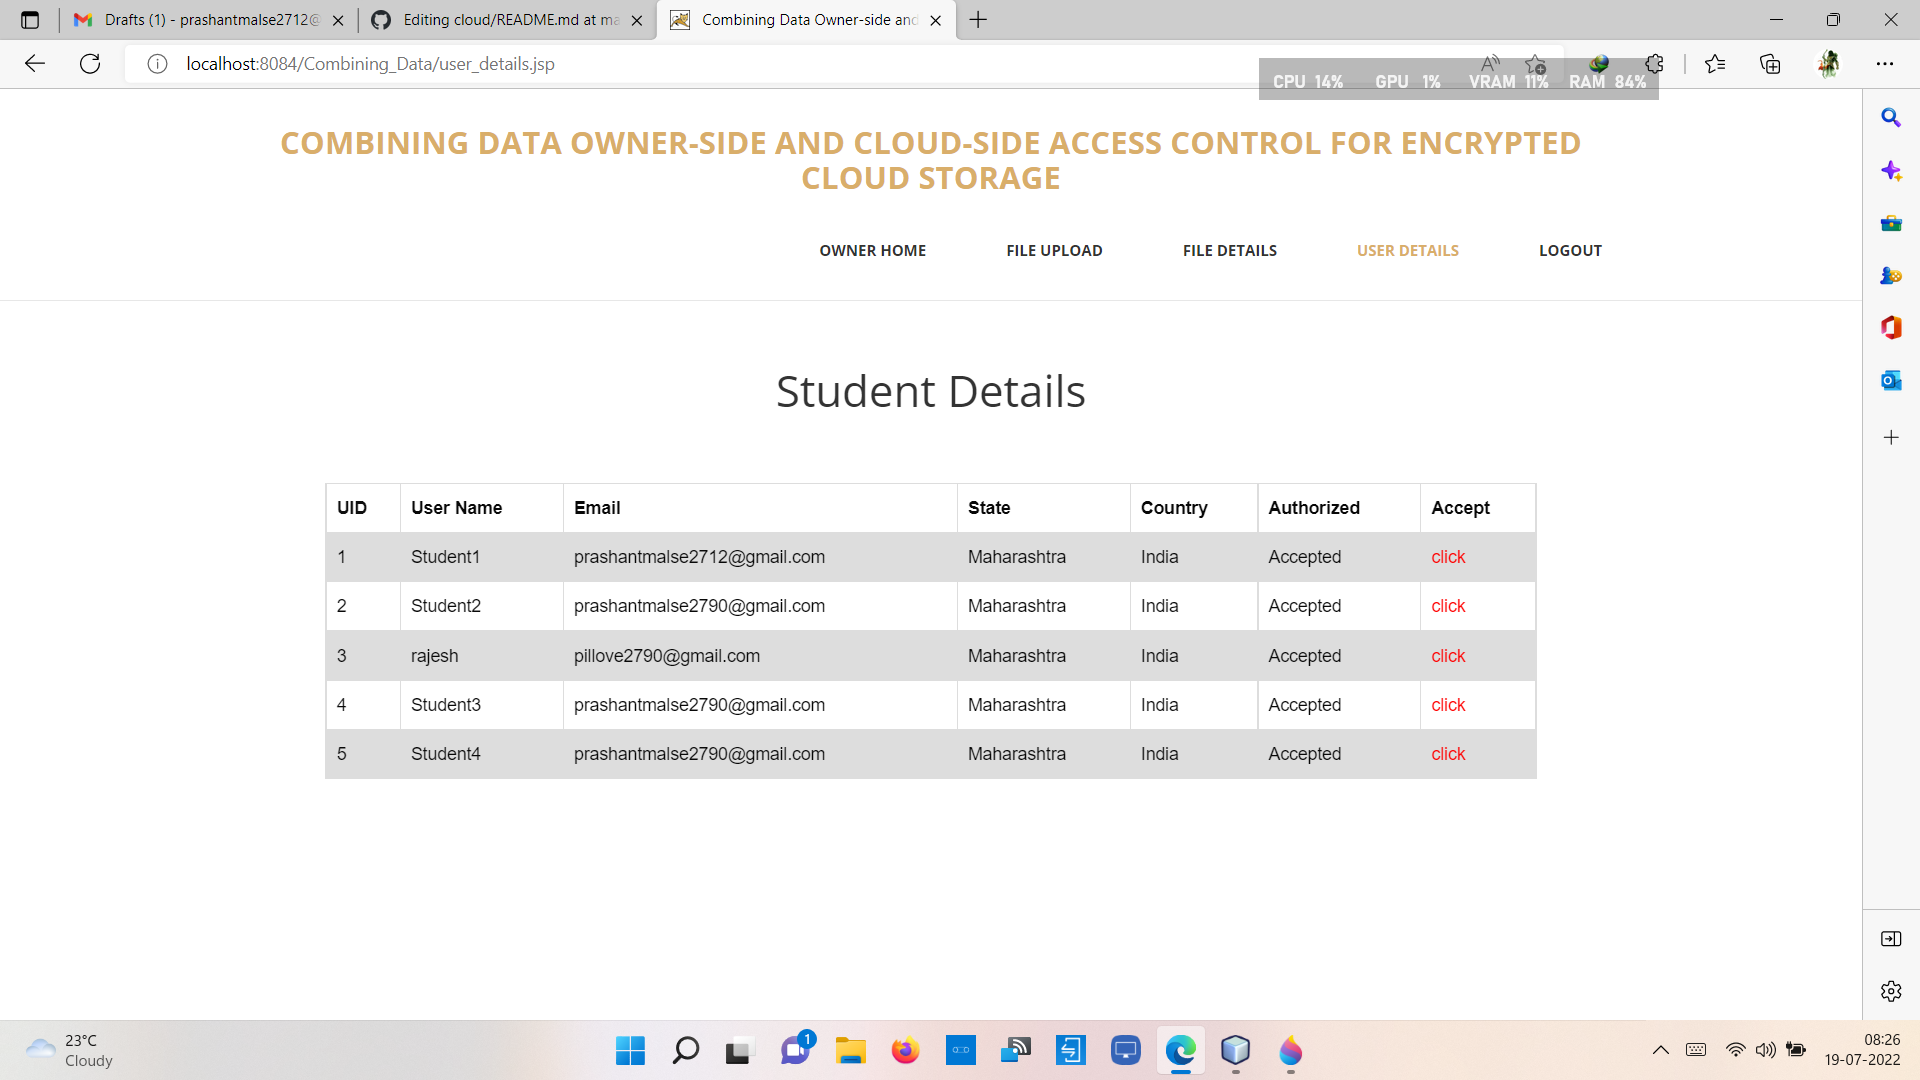 Drafts (1) - prashantmalse2712@
Editing cloud/README.md at ma
Combining Data Owner-side and
localhost:8084/Combining_Data/user_details.jsp
CPU 14% GPU 1% VRAM 11% RAM 84%
COMBINING DATA OWNER-SIDE AND CLOUD-SIDE ACCESS CONTROL FOR ENCRYPTED
CLOUD STORAGE
OWNER HOME FILE UPLOAD FILE DETAILS USER DETAILS LOGOUT
Student Details
UID User Name Email State Country Authorized Accept
1 Student1 prashantmalse2712@gmail.com Maharashtra India Accepted click
2 Student2 prashantmalse2790@gmail.com Maharashtra India Accepted click
3 rajesh pillove2790@gmail.com Maharashtra India Accepted click
4 Student3 prashantmalse2790@gmail.com Maharashtra India Accepted click
5 Student4 prashantmalse2790@gmail.com Maharashtra India Accepted click
23°C
Cloudy
1
08:26
19-07-2022